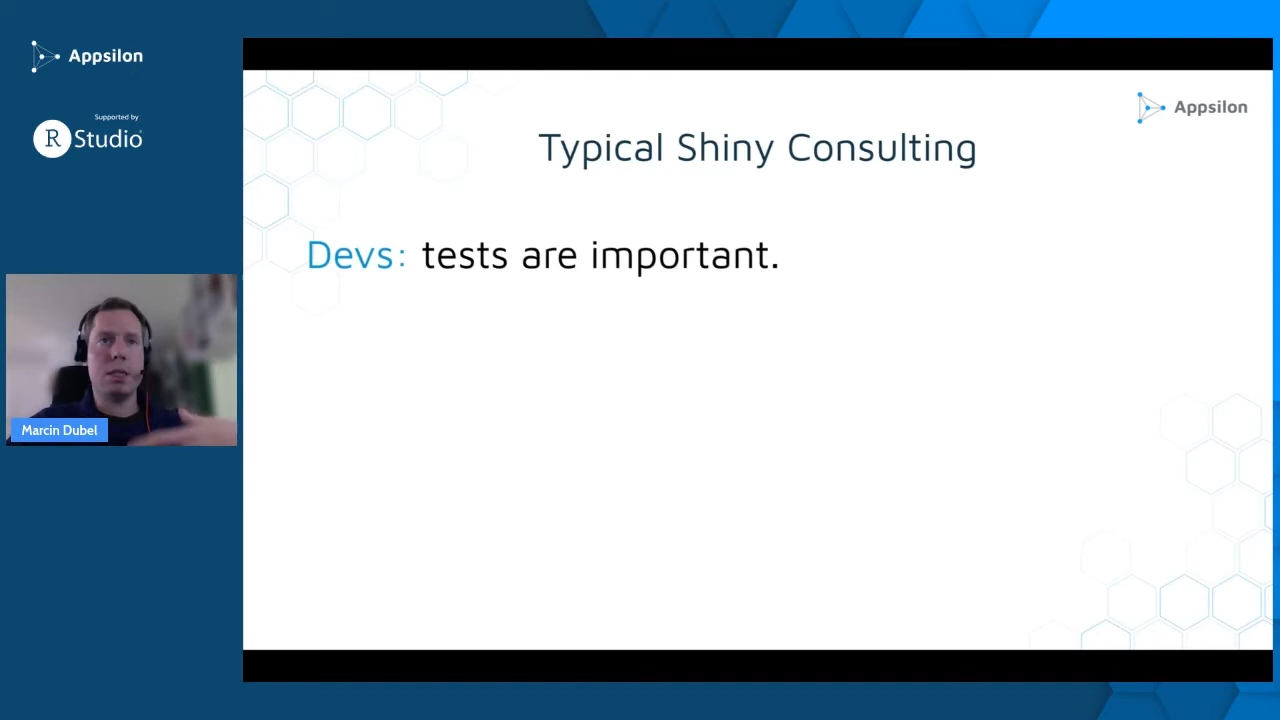 Appsilon
Supported by
R Studio
Appsilon
Typical Shiny Consulting
Devs: tests are important.
Marcin Dubel